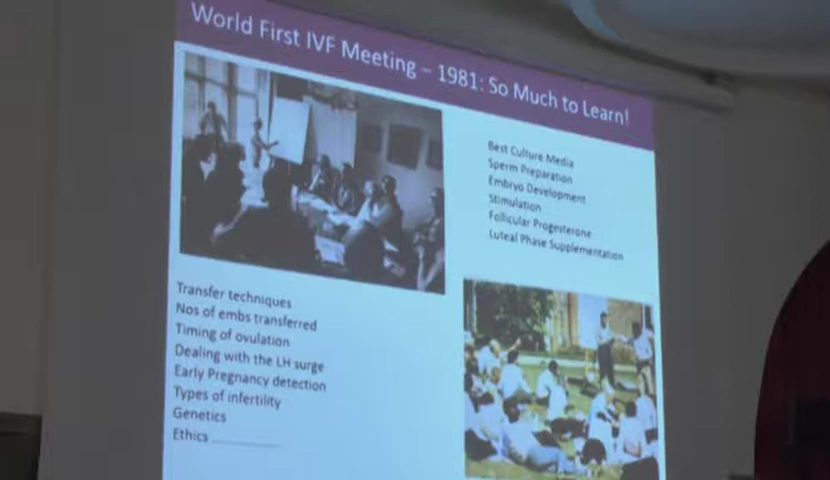 World First IVF Meeting – 1981: So Much to Learn!
Best Culture Media
Sperm Preparation
Embryo Development
Stimulation
Follicular Progesterone
Luteal Phase Supplementation
Transfer techniques
Nos of embs transferred
Timing of ovulation
Dealing with the LH surge
Early Pregnancy detection
Types of infertility
Genetics
Ethics ___________